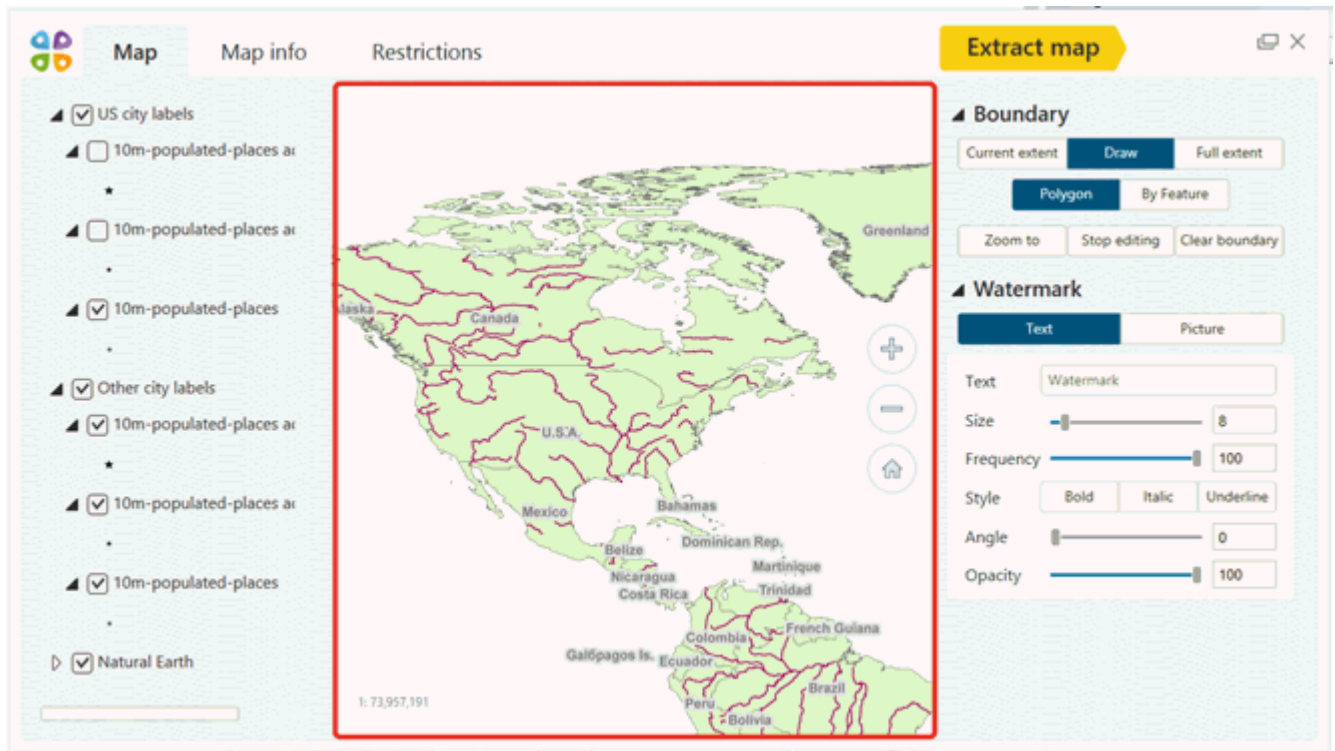 Map Map info Restrictions Extract map
US city labels
10m-populated-places
10m-populated-places
10m-populated-places
Other city labels
10m-populated-places
10m-populated-places
10m-populated-places
Natural Earth
Greenland
Canada
U.S.A.
Mexico
Bahamas
Belize
Dominican Rep.
Nicaragua
Martinique
Costa Rica
Trinidad
Colombia
French Guiana
Galōpagos Is.
Ecuador
Brazil
Peru
Bolivia
1: 73,957,191
Boundary
Current extent Draw Full extent
Polygon By Feature
Zoom to Stop editing Clear boundary
Watermark
Text Picture
Text Watermark
Size 8
Frequency 100
Style Bold Italic Underline
Angle 0
Opacity 100